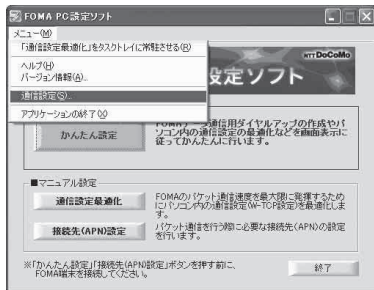 FOMA PC設定ソフト
メニュー(M)
「通信設定最適化」をタスクトレイに常駐させる(R)
ヘルプ(H)
バージョン情報(A)...
通信設定(S)...
アプリケーションの終了(X)
NTT DoCoMo
設定ソフト
かんたん設定
FOMAデータ通信用ダイヤルアップの作成やパ
ソコン内の通信設定の最適化などを画面表示に
従ってかんたんに行います。
■マニュアル設定
通信設定最適化
FOMAのパケット通信速度を最大限に発揮するため
にパソコン内の通信設定(W-TCP設定)を最適化しま
す。
接続先(APN)設定
パケット通信を行う際に必要な接続先(APN)の設定
を行います。
※「かんたん設定」「接続先(APN)設定」ボタンを押す前に、
FOMA端末を接続してください。
終了